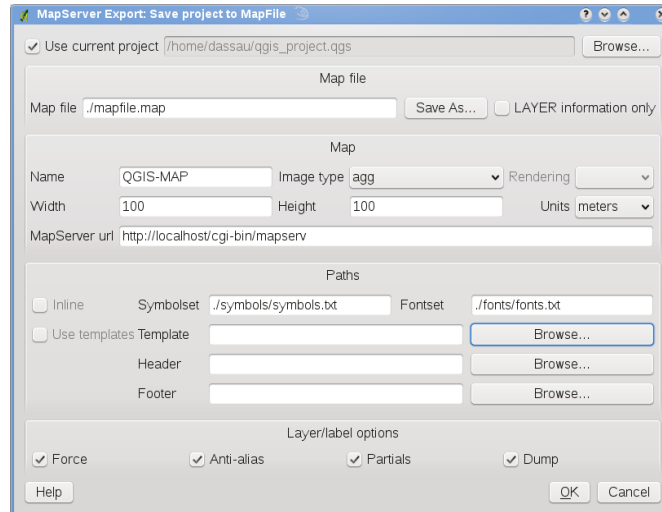 MapServer Export: Save project to MapFile
Use current project /home/dassau/qgis_project.qgs Browse...
Map file
Map file ./mapfile.map Save As... LAYER information only
Map
Name QGIS-MAP Image type agg Rendering
Width 100 Height 100 Units meters
MapServer url http://localhost/cgi-bin/mapserv
Paths
Inline Symbolset ./symbols/symbols.txt Fontset ./fonts/fonts.txt
Use templates Template Browse...
Header Browse...
Footer Browse...
Layer/label options
Force Anti-alias Partials Dump
Help OK Cancel